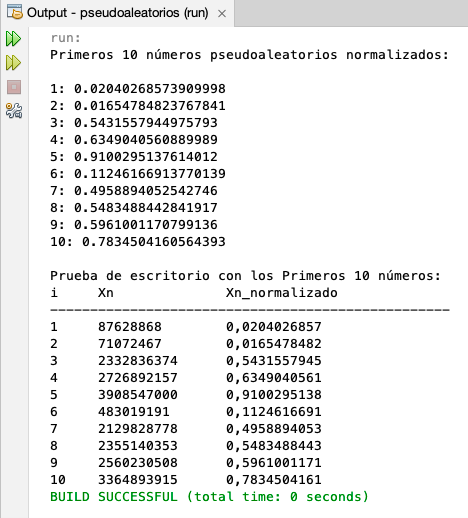 Output - pseudoaleatorios (run)
run:
Primeros 10 números pseudoaleatorios normalizados:
1: 0.02040268573909998
2: 0.01654784823767841
3: 0.5431557944975793
4: 0.6349040560889989
5: 0.9100295137614012
6: 0.11246166913770139
7: 0.4958894052542746
8: 0.5483488442841917
9: 0.5961001170799136
10: 0.7834504160564393
Prueba de escritorio con los Primeros 10 números:
i Xn Xn_normalizado
--------------------------------------------------
1 87628868 0,0204026857
2 71072467 0,0165478482
3 2332836374 0,5431557945
4 2726892157 0,6349040561
5 3908547000 0,9100295138
6 483019191 0,1124616691
7 2129828778 0,4958894053
8 2355140353 0,5483488443
9 2560230508 0,5961001171
10 3364893915 0,7834504161
BUILD SUCCESSFUL (total time: 0 seconds)